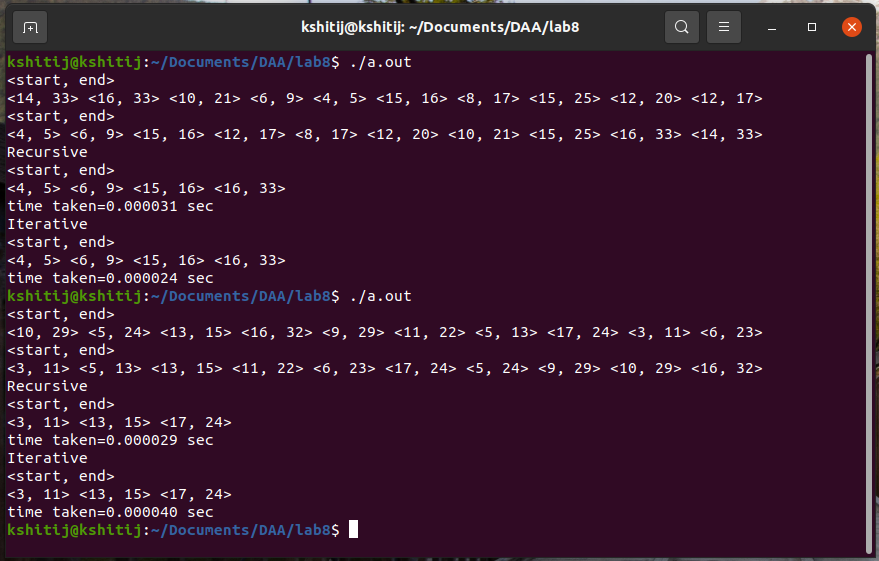 kshitij@kshitij: ~/Documents/DAA/lab8
kshitij@kshitij:~/Documents/DAA/lab8$ ./a.out
<start, end>
<14, 33> <16, 33> <10, 21> <6, 9> <4, 5> <15, 16> <8, 17> <15, 25> <12, 20> <12, 17>
<start, end>
<4, 5> <6, 9> <15, 16> <12, 17> <8, 17> <12, 20> <10, 21> <15, 25> <16, 33> <14, 33>
Recursive
<start, end>
<4, 5> <6, 9> <15, 16> <16, 33>
time taken=0.000031 sec
Iterative
<start, end>
<4, 5> <6, 9> <15, 16> <16, 33>
time taken=0.000024 sec
kshitij@kshitij:~/Documents/DAA/lab8$ ./a.out
<start, end>
<10, 29> <5, 24> <13, 15> <16, 32> <9, 29> <11, 22> <5, 13> <17, 24> <3, 11> <6, 23>
<start, end>
<3, 11> <5, 13> <13, 15> <11, 22> <6, 23> <17, 24> <5, 24> <9, 29> <10, 29> <16, 32>
Recursive
<start, end>
<3, 11> <13, 15> <17, 24>
time taken=0.000029 sec
Iterative
<start, end>
<3, 11> <13, 15> <17, 24>
time taken=0.000040 sec
kshitij@kshitij:~/Documents/DAA/lab8$